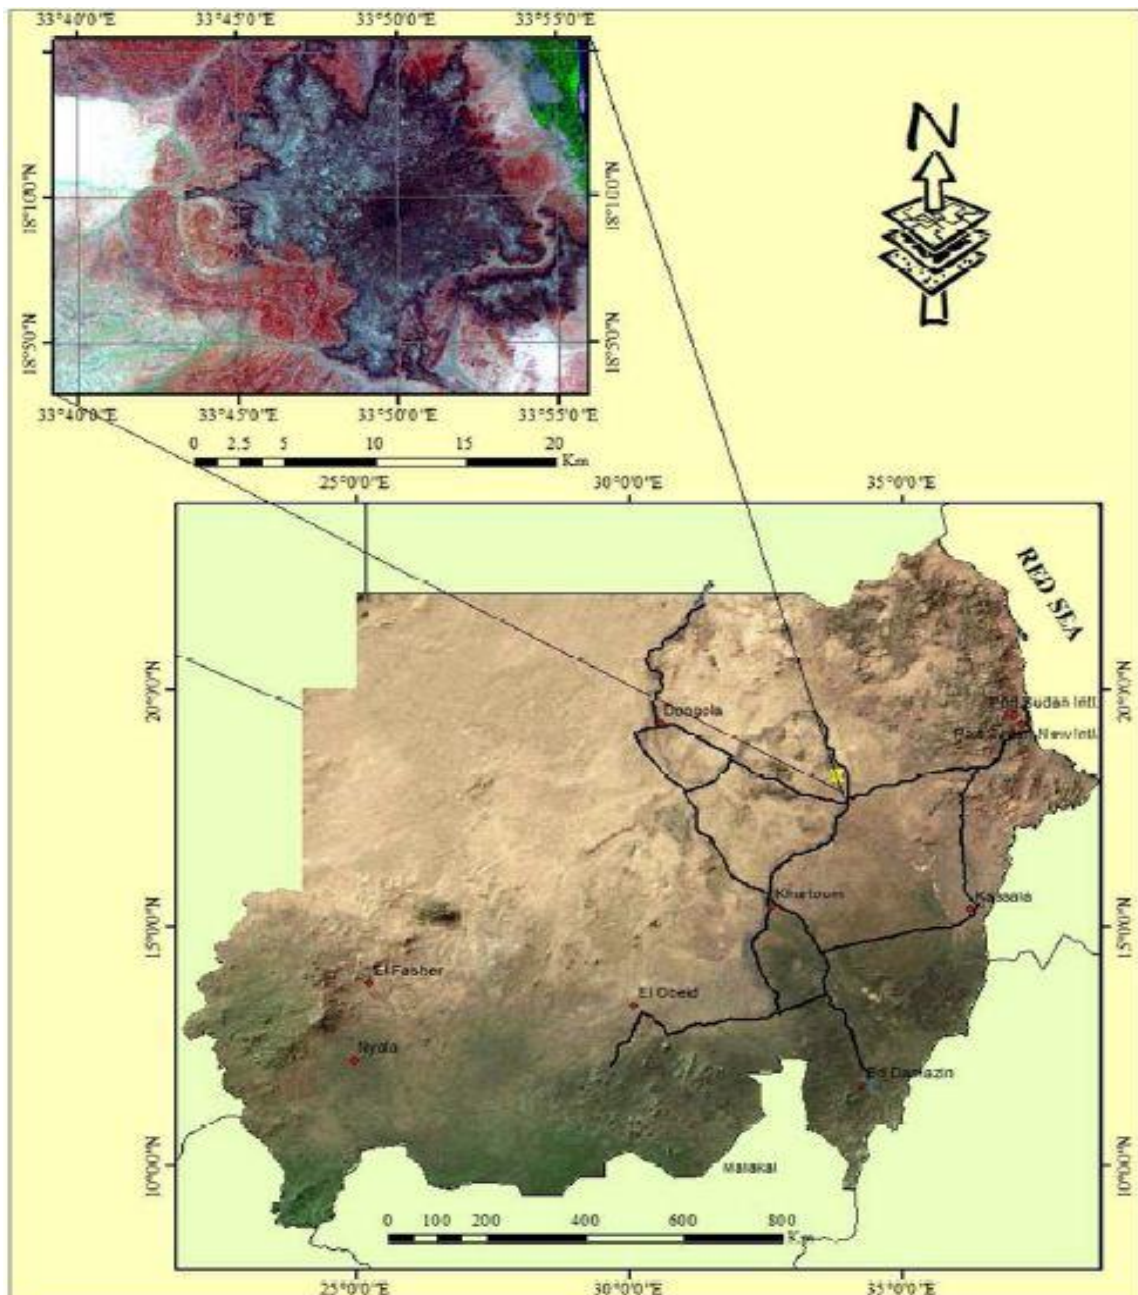 33°40'0"E 33°45'0"E 33°50'0"E 33°55'0"E
N
18°10'0"N 18°10'0"N
18°5'0"N 18°5'0"N
33°40'0"E 33°45'0"E 33°50'0"E 33°55'0"E
0 2.5 5 10 15 20
Km
25°0'0"E 30°0'0"E 35°0'0"E
RED SEA
20°0'0"N 20°0'0"N
Dongola
Port Sudan Intl
Port Sudan New Intl
Khartoum
Kassala
15°0'0"N 15°0'0"N
El Fasher
El Obeid
Nyala
Ed Damazin
Malakal
10°0'0"N 10°0'0"N
0 100 200 400 600 800
Km
25°0'0"E 30°0'0"E 35°0'0"E